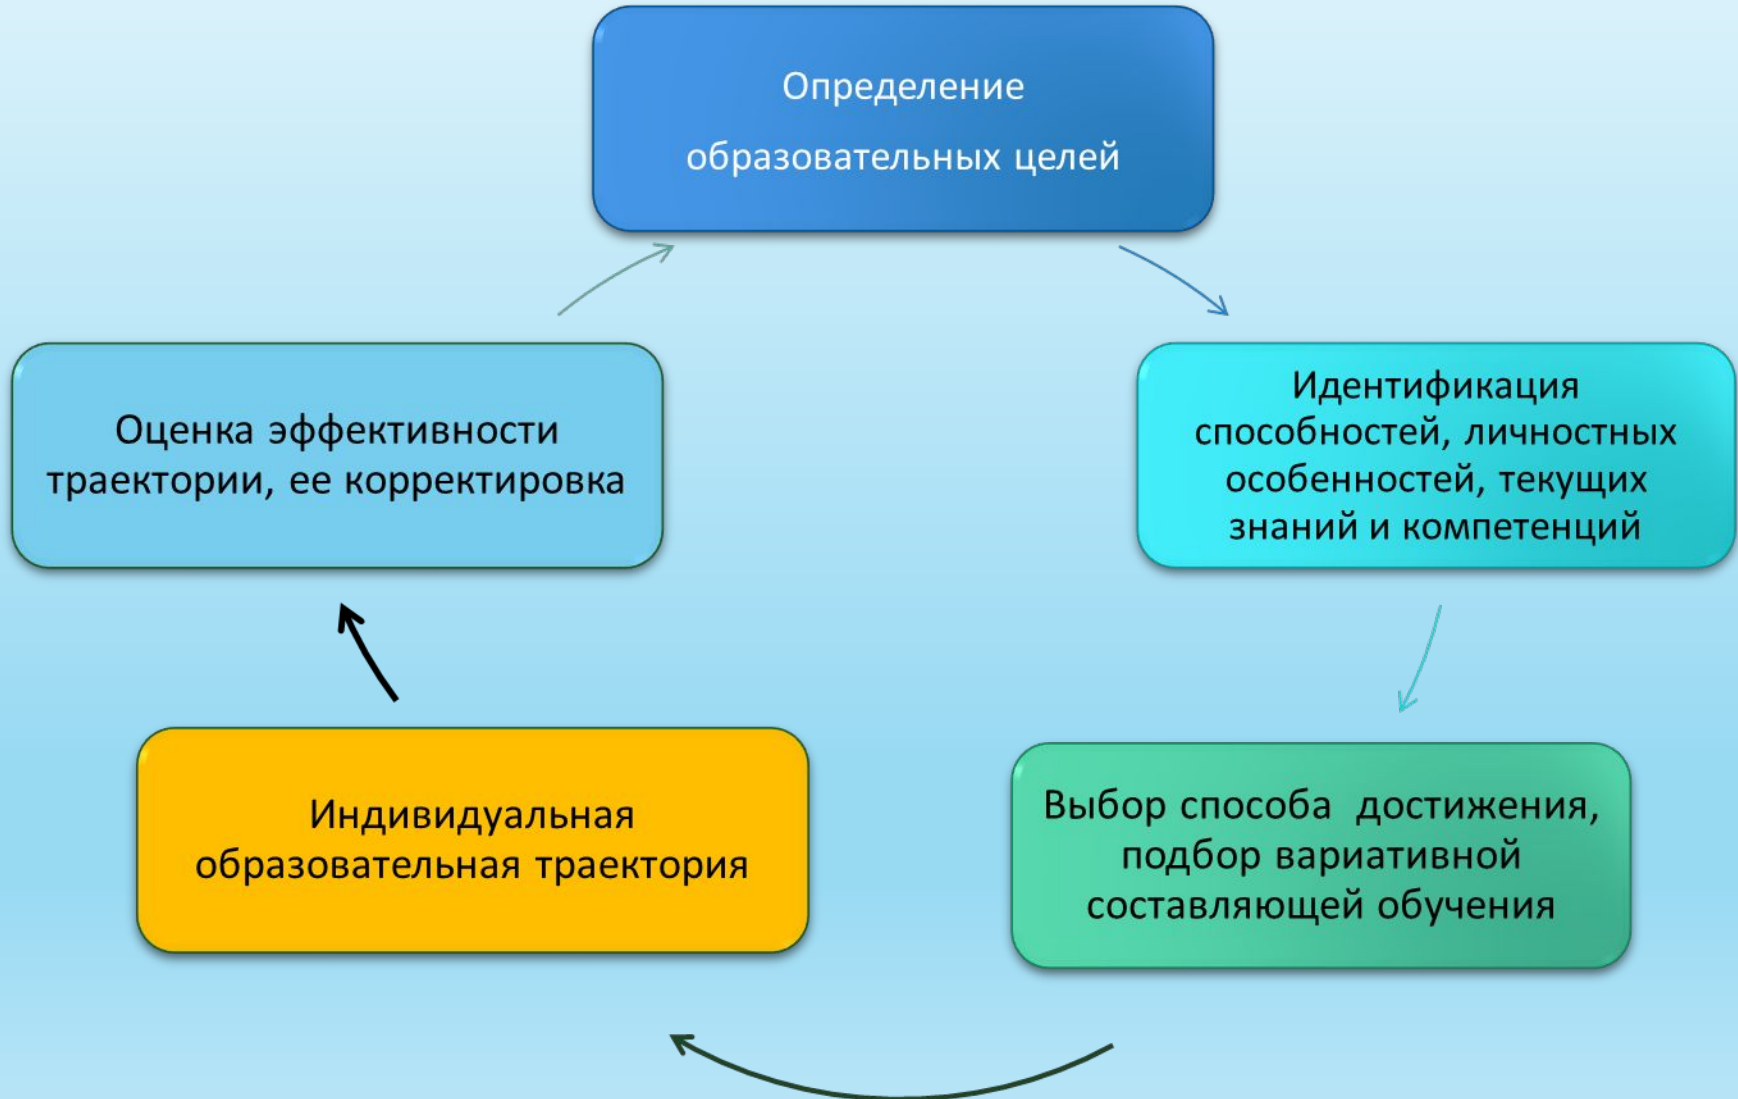 Определение
образовательных целей
Идентификация
способностей, личностных
особенностей, текущих
знаний и компетенций
Выбор способа достижения,
подбор вариативной
составляющей обучения
Индивидуальная
образовательная траектория
Оценка эффективности
траектории, ее корректировка